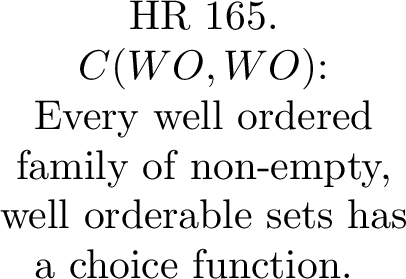 HR 165.
C(WO, WO):
Every well ordered
family of non-empty,
well orderable sets has
a choice function.